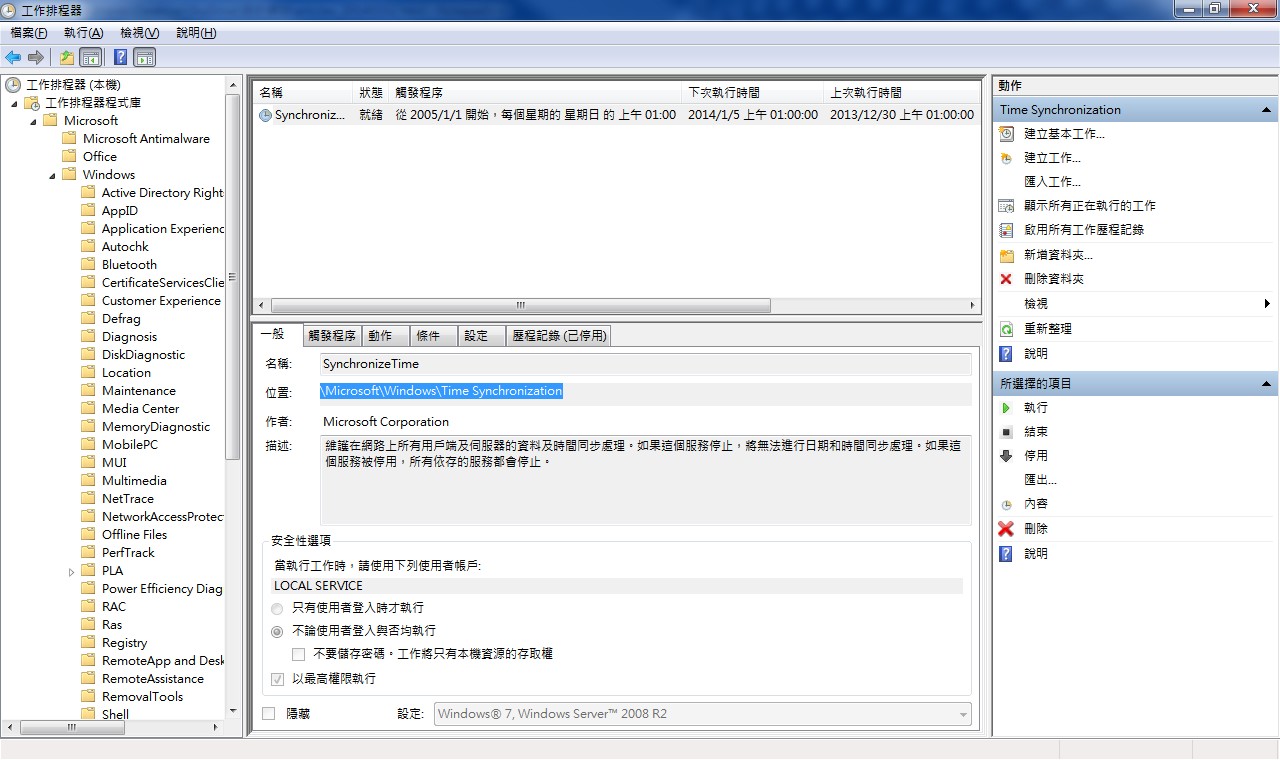 工作排程器
檔案(F) 執行(A) 檢視(V) 說明(H)
工作排程器 (本機)
工作排程器程式庫
Microsoft
Microsoft Antimalware
Office
Windows
Active Directory Right
AppID
Application Experienc
Autochk
Bluetooth
CertificateServicesClie
Customer Experience
Defrag
Diagnosis
DiskDiagnostic
Location
Maintenance
Media Center
MemoryDiagnostic
MobilePC
MUI
Multimedia
NetTrace
NetworkAccessProtect
Offline Files
PerfTrack
PLA
Power Efficiency Diag
RAC
Ras
Registry
RemoteApp and Desk
RemoteAssistance
RemovalTools
Shell
名稱 狀態 觸發程序 下次執行時間 上次執行時間
Synchroniz... 就緒 從 2005/1/1 開始，每個星期的 星期日 的 上午 01:00 2014/1/5 上午 01:00:00 2013/12/30 上午 01:00:00
一般 觸發程序 動作 條件 設定 歷程記錄 (已停用)
名稱: SynchronizeTime
位置: \Microsoft\Windows\Time Synchronization
作者: Microsoft Corporation
描述: 維護在網路上所有用戶端及伺服器的資料及時間同步處理。如果這個服務停止，將無法進行日期和時間同步處理。如果這
個服務被停用，所有依存的服務都會停止。
安全性選項
當執行工作時，請使用下列使用者帳戶:
LOCAL SERVICE
只有使用者登入時才執行
不論使用者登入與否均執行
不要儲存密碼。工作將只有本機資源的存取權
以最高權限執行
隱藏 設定: Windows® 7, Windows Server™ 2008 R2
動作
Time Synchronization
建立基本工作...
建立工作...
匯入工作...
顯示所有正在執行的工作
啟用所有工作歷程記錄
新增資料夾...
刪除資料夾
檢視
重新整理
說明
所選擇的項目
執行
結束
停用
匯出...
內容
刪除
說明